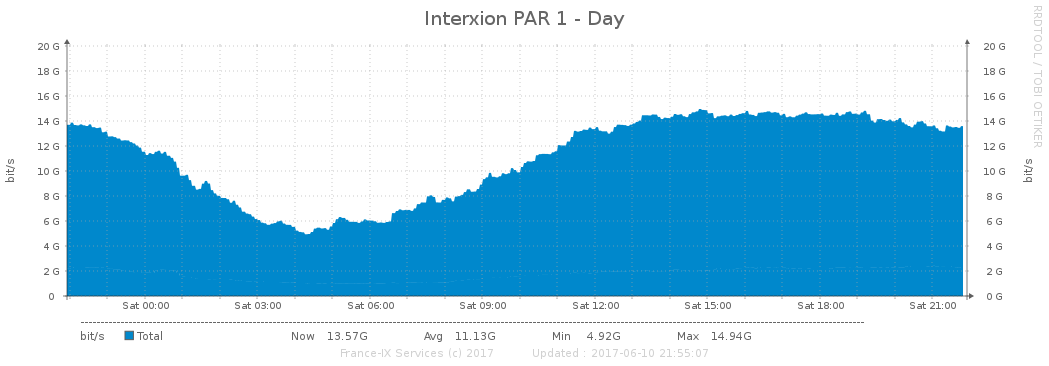 Interxion PAR 1 - Day
RRDTOOL / TOBI OETIKER
20 G 20 G
18 G 18 G
16 G 16 G
14 G 14 G
12 G 12 G
10 G 10 G
8 G 8 G
6 G 6 G
4 G 4 G
2 G 2 G
0 0 G
bit/s
bit/s
Sat 00:00 Sat 03:00 Sat 06:00 Sat 09:00 Sat 12:00 Sat 15:00 Sat 18:00 Sat 21:00
bit/s Total Now 13.57G Avg 11.13G Min 4.92G Max 14.94G
France-IX Services (c) 2017 Updated : 2017-06-10 21:55:07